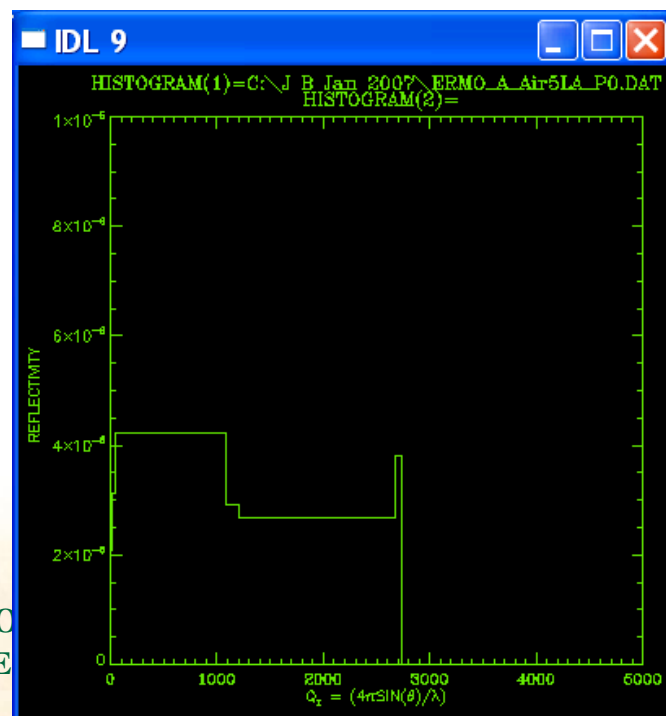 IDL 9
HISTOGRAM(1)=C:\J B Jan 2007\ERMO_A_Air5LA_P0.DAT
HISTOGRAM(2)=
1×10⁻⁶
8×10⁻⁶
6×10⁻⁶
4×10⁻⁶
2×10⁻⁶
0
REFLECTIVITY
0
1000
2000
3000
4000
5000
Q_z = (4πSIN(θ)/λ)
E